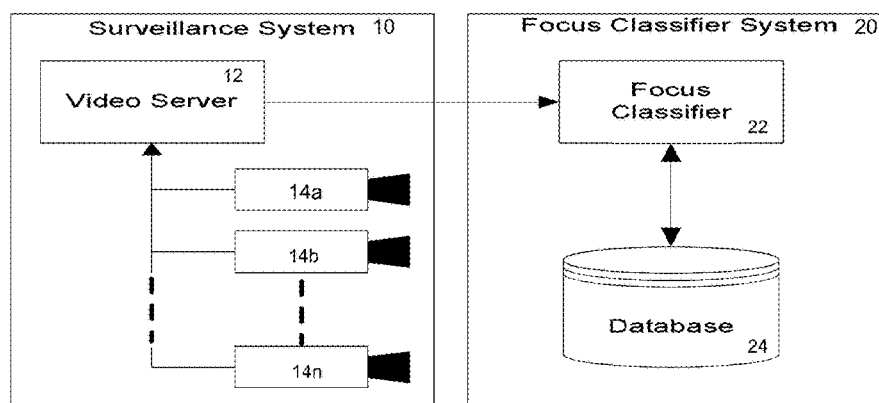 Surveillance System 10
12
Video Server
14a
14b
14n
Focus Classifier System 20
Focus
Classifier
22
Database
24